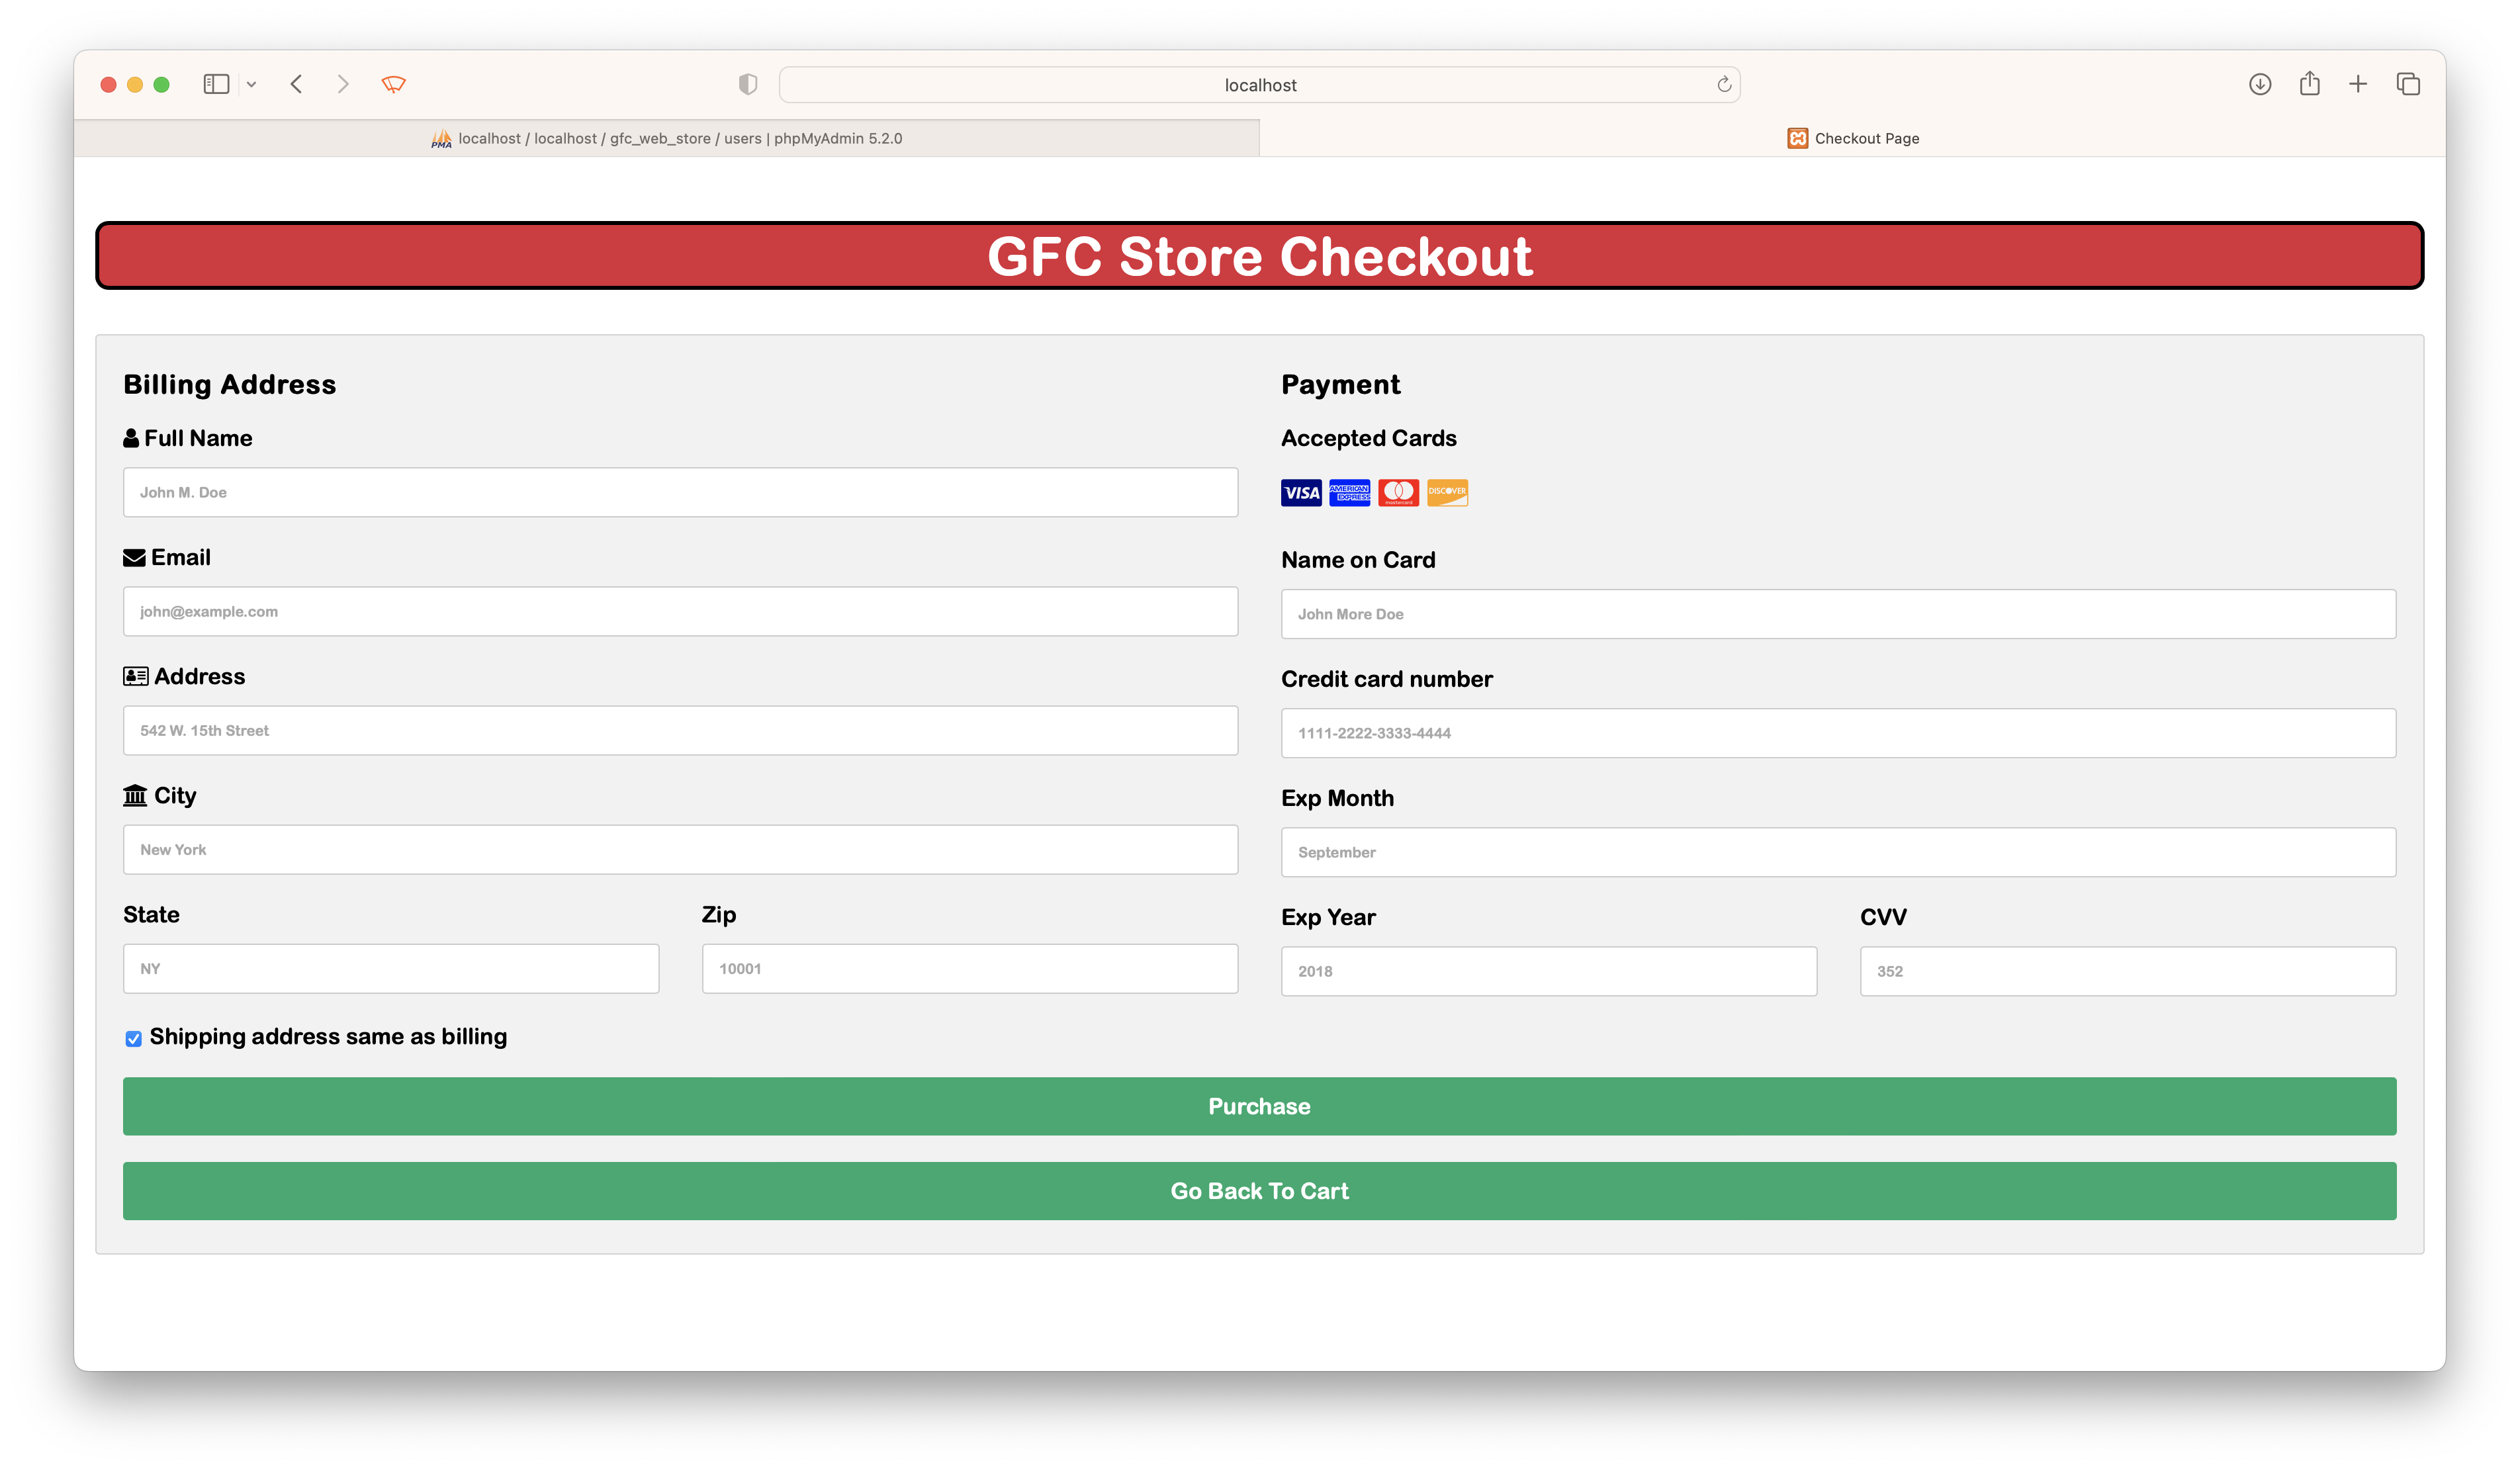 localhost
PMA localhost / localhost / gfc_web_store / users | phpMyAdmin 5.2.0
Checkout Page
GFC Store Checkout
Billing Address
Full Name
John M. Doe
Email
john@example.com
Address
542 W. 15th Street
City
New York
State
Zip
NY
10001
Shipping address same as billing
Payment
Accepted Cards
VISA AMERICAN EXPRESS mastercard DISCOVER
Name on Card
John More Doe
Credit card number
1111-2222-3333-4444
Exp Month
September
Exp Year
CVV
2018
352
Purchase
Go Back To Cart